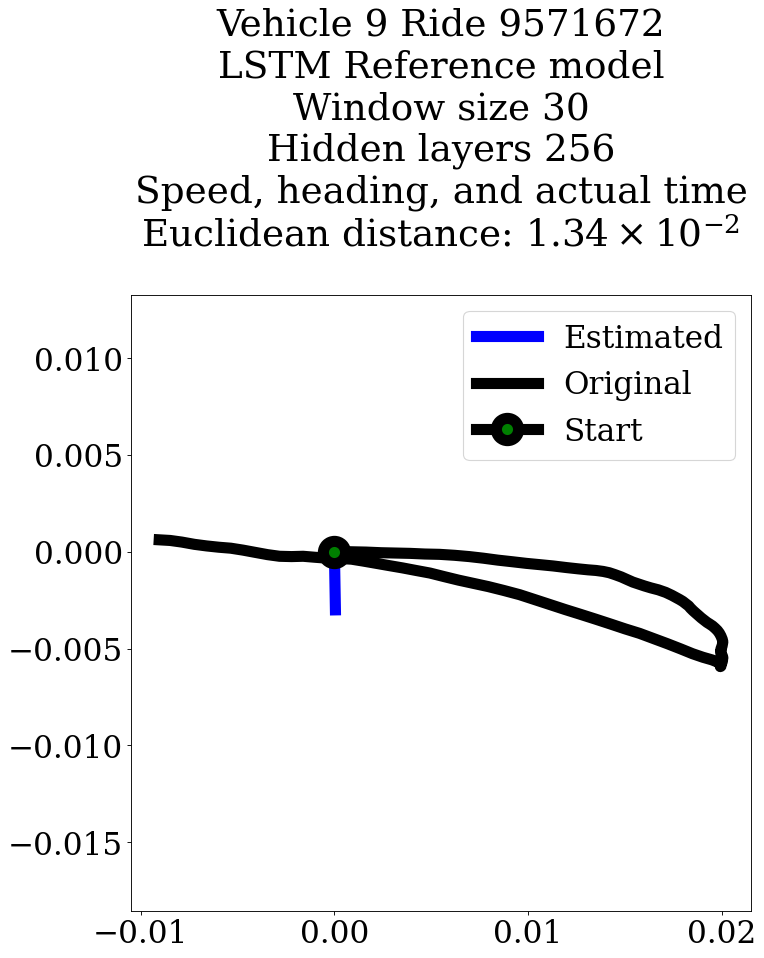 Vehicle 9 Ride 9571672
LSTM Reference model
Window size 30
Hidden layers 256
Speed, heading, and actual time
Euclidean distance: 1.34 × 10⁻²
Estimated
Original
Start
0.010
0.005
0.000
−0.005
−0.010
−0.015
−0.01 0.00 0.01 0.02